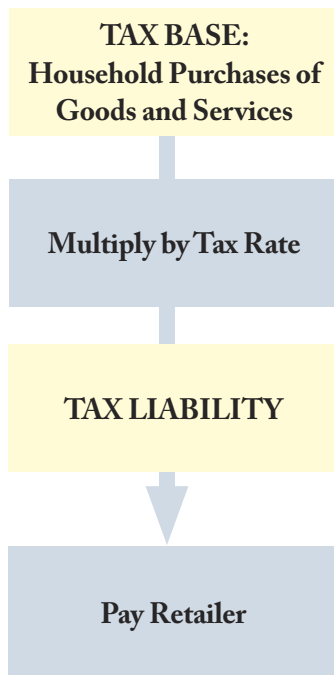 TAX BASE:
Household Purchases of
Goods and Services
Multiply by Tax Rate
TAX LIABILITY
Pay Retailer